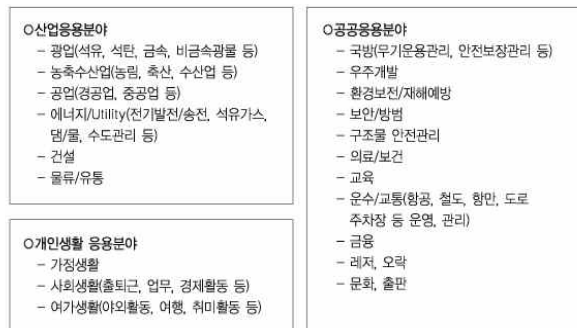 ○산업응용분야
– 광업(석유, 석탄, 금속, 비금속광물 등)
– 농축수산업(농림, 축산, 수산업 등)
– 공업(경공업, 중공업 등)
– 에너지/Utility(전기발전/송전, 석유가스,
댐/물, 수도관리 등)
– 건설
– 물류/유통
○개인생활 응용분야
– 가정생활
– 사회생활(출퇴근, 업무, 경제활동 등)
– 여가생활(야외활동, 여행, 취미활동 등)
○공공응용분야
– 국방(무기운용관리, 안전보장관리 등)
– 우주개발
– 환경보전/재해예방
– 보안/방범
– 구조물 안전관리
– 의료/보건
– 교육
– 운수/교통(항공, 철도, 항만, 도로
주차장 등 운영, 관리)
– 금융
– 레저, 오락
– 문화, 출판